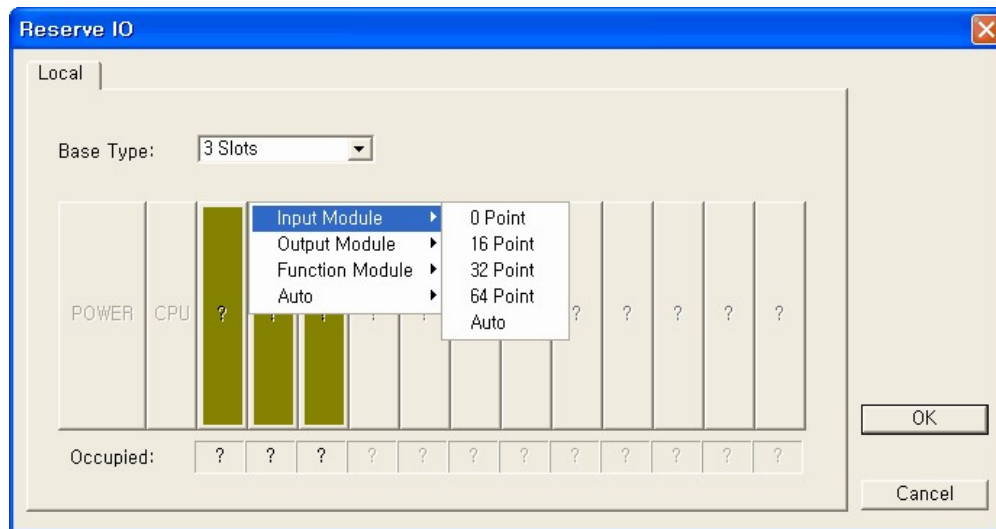 Reserve IO
Local
Base Type: 3 Slots
Input Module 0 Point
Output Module 16 Point
Function Module 32 Point
Auto 64 Point
Auto
POWER CPU ? ? ? ? ? ? ? ? ? ?
OK
Occupied: ? ? ? ? ? ? ? ? ? ? ? ?
Cancel